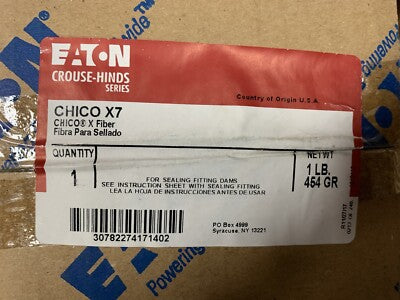 EATON
CROUSE-HINDS
SERIES
Country of Origin U.S.A.
CHICO X7
CHICO® X Fiber
Fibra Para Sellado
QUANTITY
1
NET WT
1 LB.
454 GR
FOR SEALING FITTING DAMS
SEE INSTRUCTION SHEET WITH SEALING FITTING
LEA LA HOJA DE INSTRUCCIONES ANTES DE USAR
30782274171402
PO Box 4999
Syracuse, NY 13221
EATON
Powering